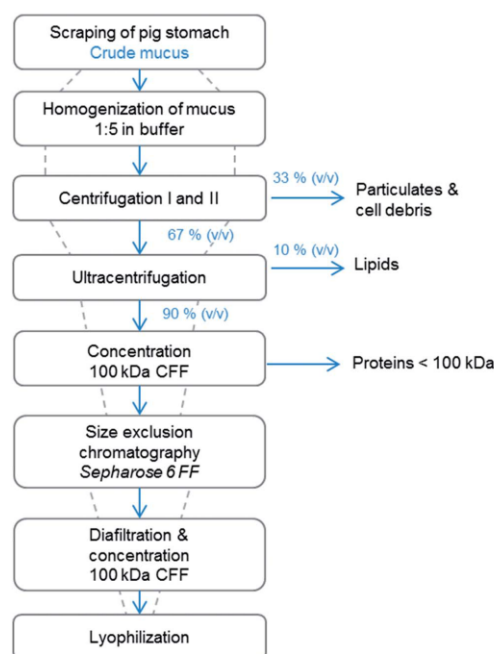 Scraping of pig stomach
Crude mucus
Homogenization of mucus
1:5 in buffer
Centrifugation I and II
33 % (v/v)
Particulates &
cell debris
67 % (v/v)
Ultracentrifugation
10 % (v/v)
Lipids
90 % (v/v)
Concentration
100 kDa CFF
Proteins < 100 kDa
Size exclusion
chromatography
Sepharose 6 FF
Diafiltration &
concentration
100 kDa CFF
Lyophilization